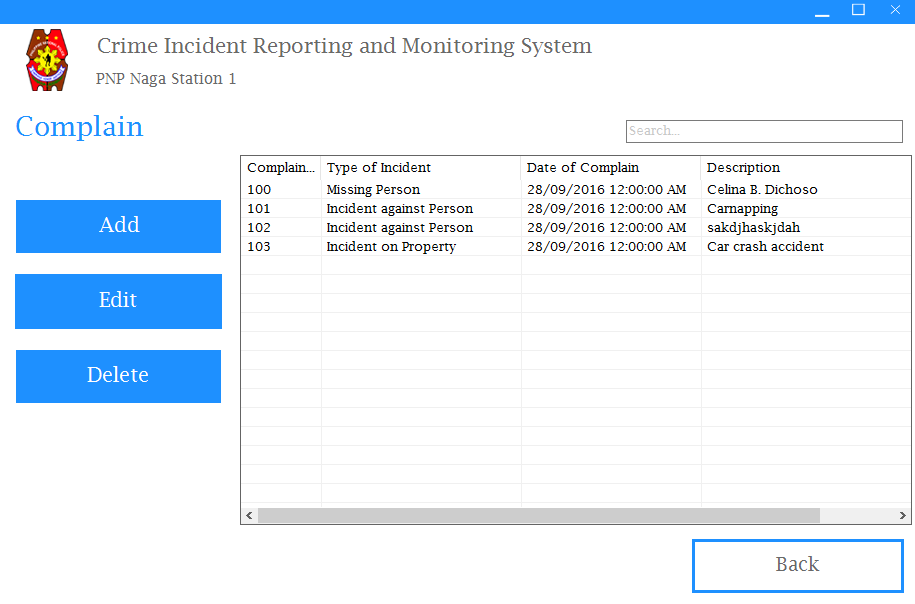 Crime Incident Reporting and Monitoring System
PNP Naga Station 1
Complain
Search...
Complain... Type of Incident Date of Complain Description
100 Missing Person 28/09/2016 12:00:00 AM Celina B. Dichoso
101 Incident against Person 28/09/2016 12:00:00 AM Carnapping
102 Incident against Person 28/09/2016 12:00:00 AM sakdjhaskjdah
103 Incident on Property 28/09/2016 12:00:00 AM Car crash accident
Add
Edit
Delete
Back